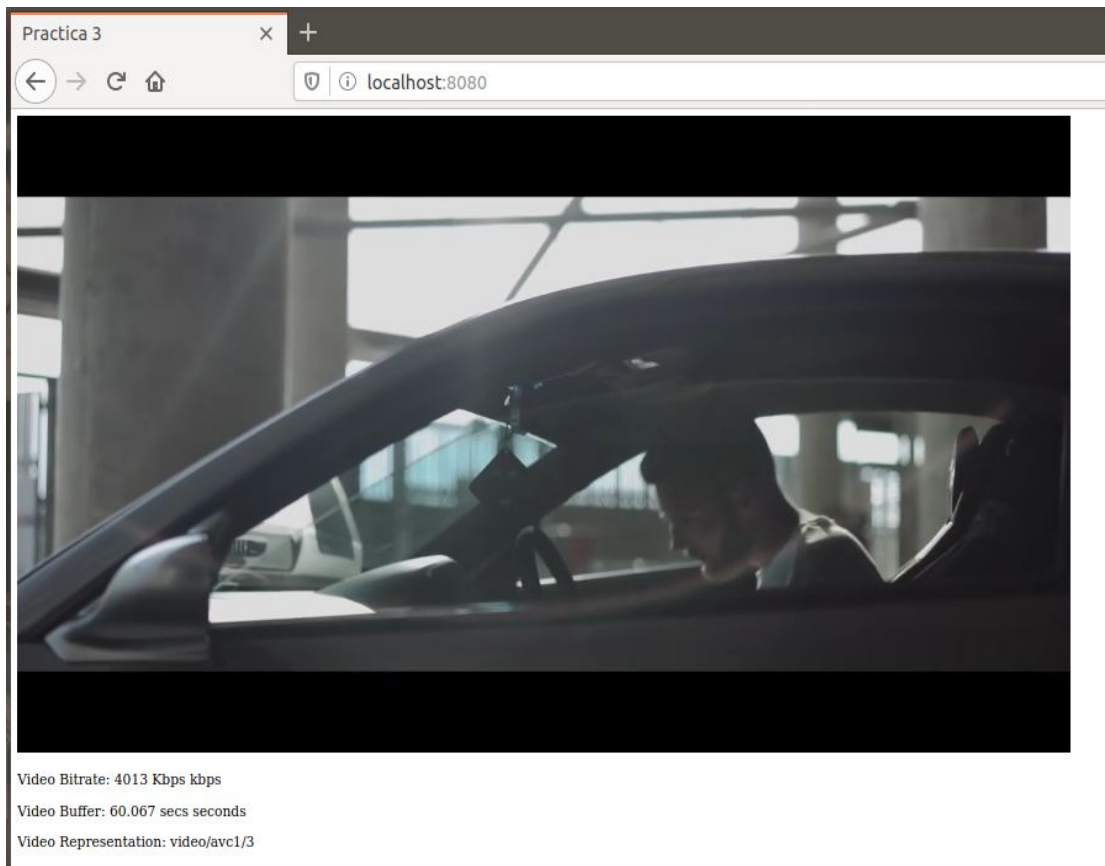 Practica 3
localhost:8080
Video Bitrate: 4013 Kbps kbps
Video Buffer: 60.067 secs seconds
Video Representation: video/avc1/3